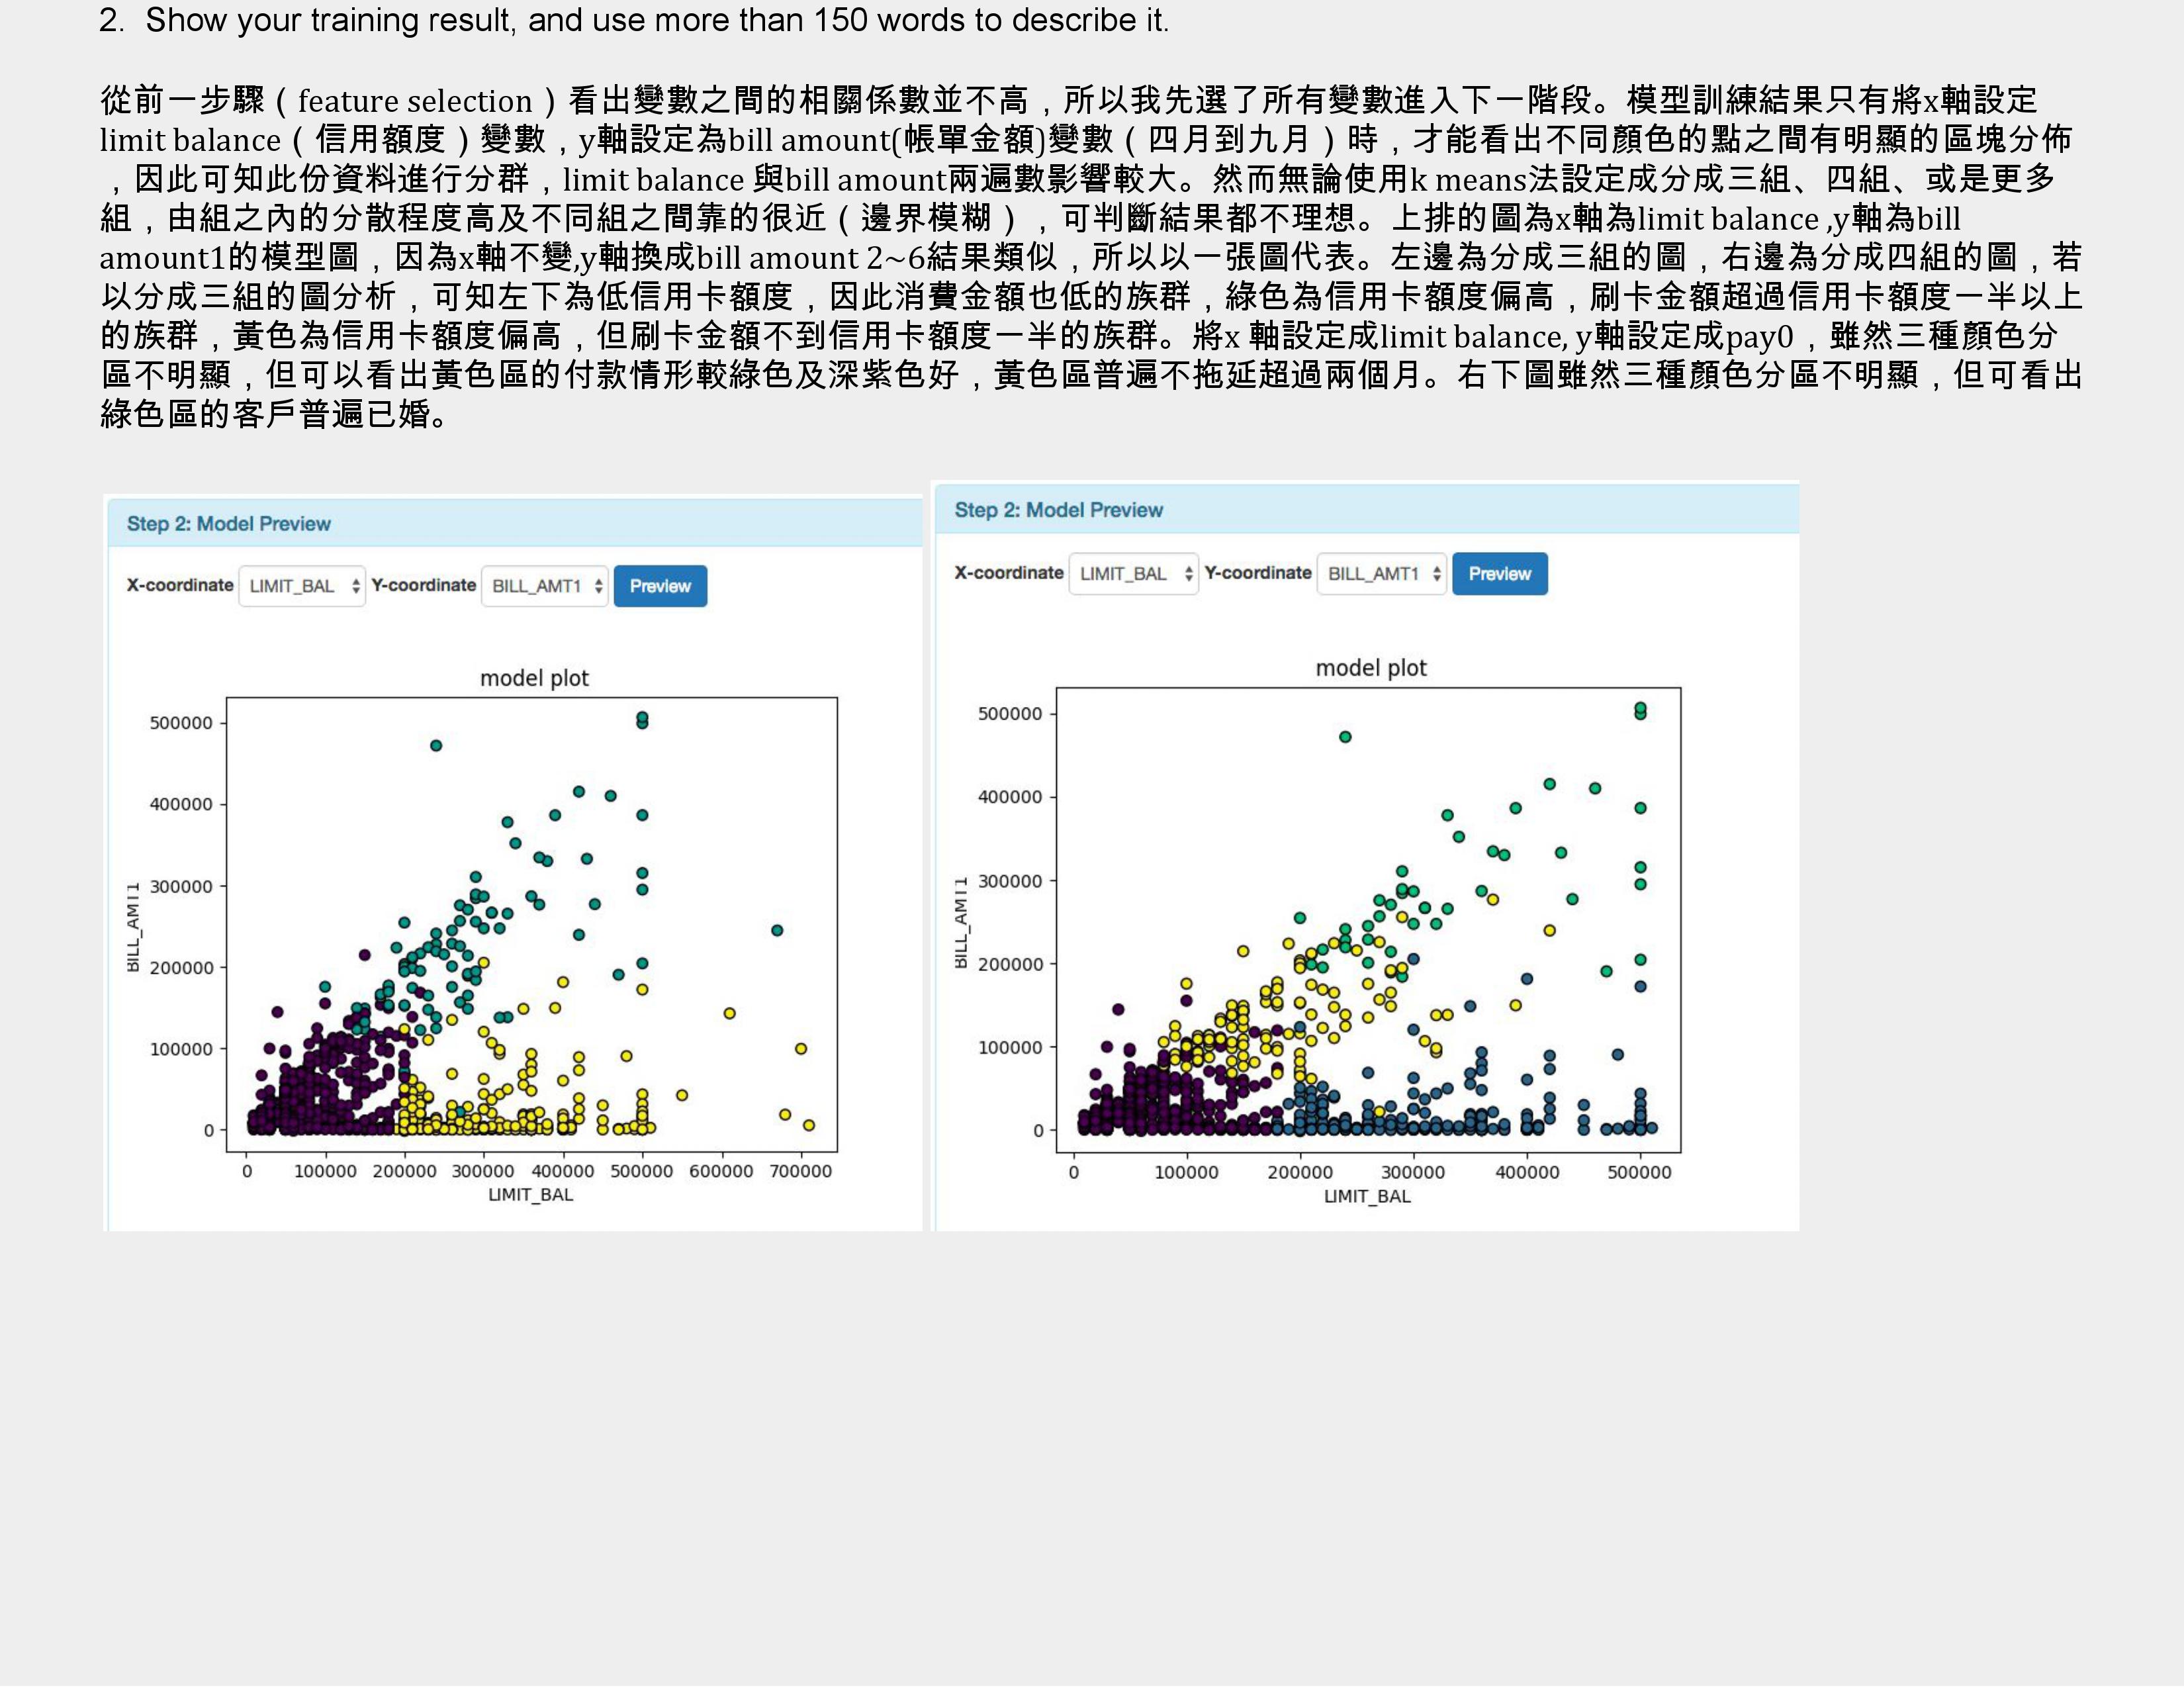 2. Show your training result, and use more than 150 words to describe it.
從前一步驟（feature selection）看出變數之間的相關係數並不高，所以我先選了所有變數進入下一階段。模型訓練結果只有將x軸設定
limit balance（信用額度）變數，y軸設定為bill amount(帳單金額)變數（四月到九月）時，才能看出不同顏色的點之間有明顯的區塊分佈
，因此可知此份資料進行分群，limit balance 與bill amount兩遍數影響較大。然而無論使用k means法設定成分成三組、四組、或是更多
組，由組之內的分散程度高及不同組之間靠的很近（邊界模糊），可判斷結果都不理想。上排的圖為x軸為limit balance ,y軸為bill
amount1的模型圖，因為x軸不變,y軸換成bill amount 2~6結果類似，所以以一張圖代表。左邊為分成三組的圖，右邊為分成四組的圖，若
以分成三組的圖分析，可知左下為低信用卡額度，因此消費金額也低的族群，綠色為信用卡額度偏高，刷卡金額超過信用卡額度一半以上
的族群，黃色為信用卡額度偏高，但刷卡金額不到信用卡額度一半的族群。將x 軸設定成limit balance, y軸設定成pay0，雖然三種顏色分
區不明顯，但可以看出黃色區的付款情形較綠色及深紫色好，黃色區普遍不拖延超過兩個月。右下圖雖然三種顏色分區不明顯，但可看出
綠色區的客戶普遍已婚。
Step 2: Model Preview
X-coordinate LIMIT_BAL Y-coordinate BILL_AMT1 Preview
model plot
500000
400000
300000
200000
100000
0
BILL_AMT1
0 100000 200000 300000 400000 500000 600000 700000
LIMIT_BAL
Step 2: Model Preview
X-coordinate LIMIT_BAL Y-coordinate BILL_AMT1 Preview
model plot
500000
400000
300000
200000
100000
0
BILL_AMT1
0 100000 200000 300000 400000 500000
LIMIT_BAL